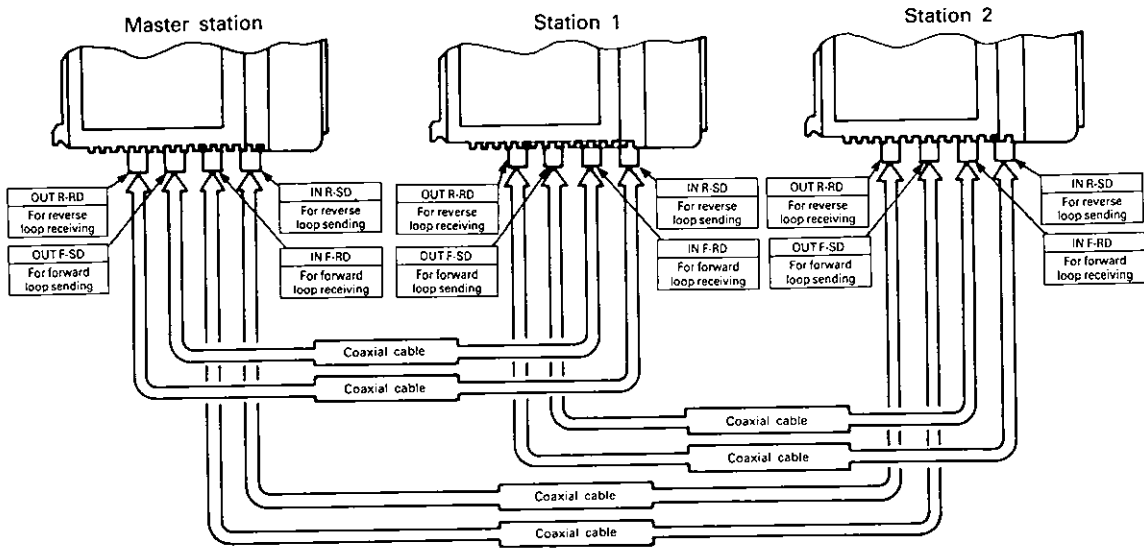 Master station
Station 1
Station 2
OUT R-RD
For reverse
loop receiving
OUT F-SD
For forward
loop sending
IN R-SD
For reverse
loop sending
IN F-RD
For forward
loop receiving
OUT R-RD
For reverse
loop receiving
OUT F-SD
For forward
loop sending
IN R-SD
For reverse
loop sending
IN F-RD
For forward
loop receiving
OUT R-RD
For reverse
loop receiving
OUT F-SD
For forward
loop sending
IN R-SD
For reverse
loop sending
IN F-RD
For forward
loop receiving
Coaxial cable
Coaxial cable
Coaxial cable
Coaxial cable
Coaxial cable
Coaxial cable